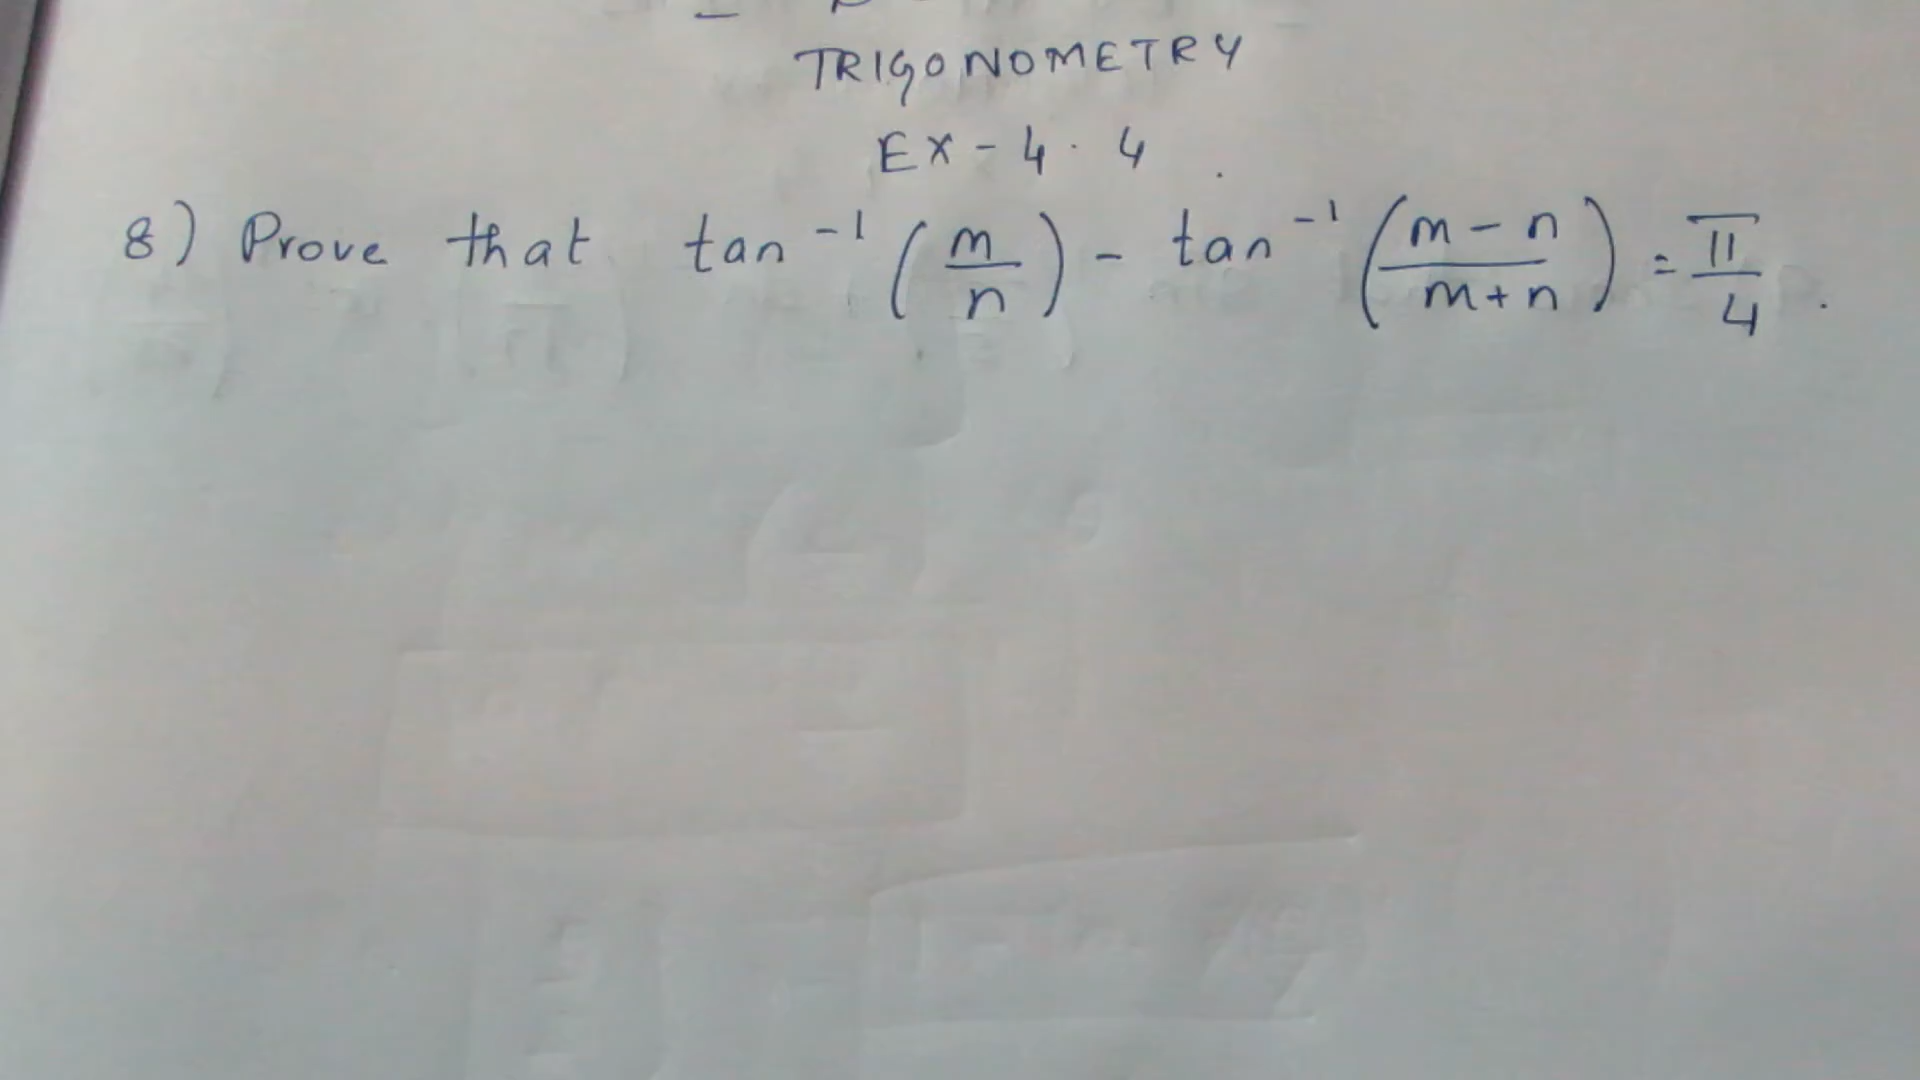 TRIGONOMETRY
EX - 4.4
8) Prove that tan⁻¹(m/n) - tan⁻¹(m-n/m+n) = π/4.